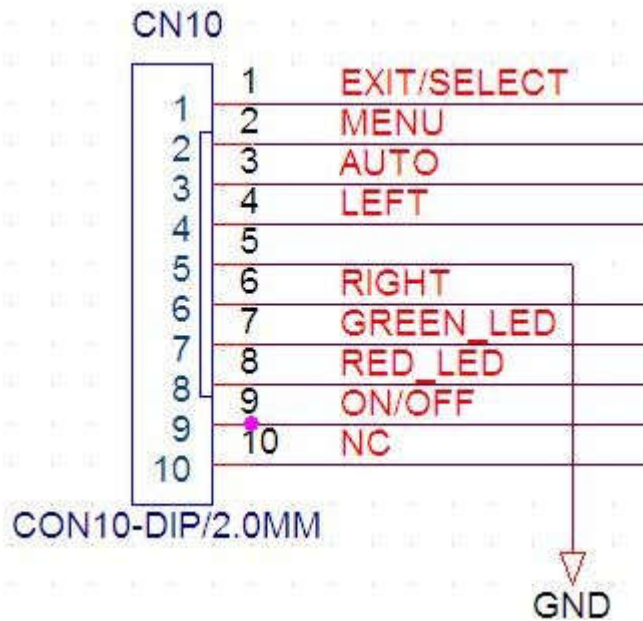 CN10
1 1 EXIT/SELECT
2 2 MENU
3 3 AUTO
4 4 LEFT
5 5
6 6 RIGHT
7 7 GREEN_LED
8 8 RED_LED
9 9 ON/OFF
10 10 NC
CON10-DIP/2.0MM
GND